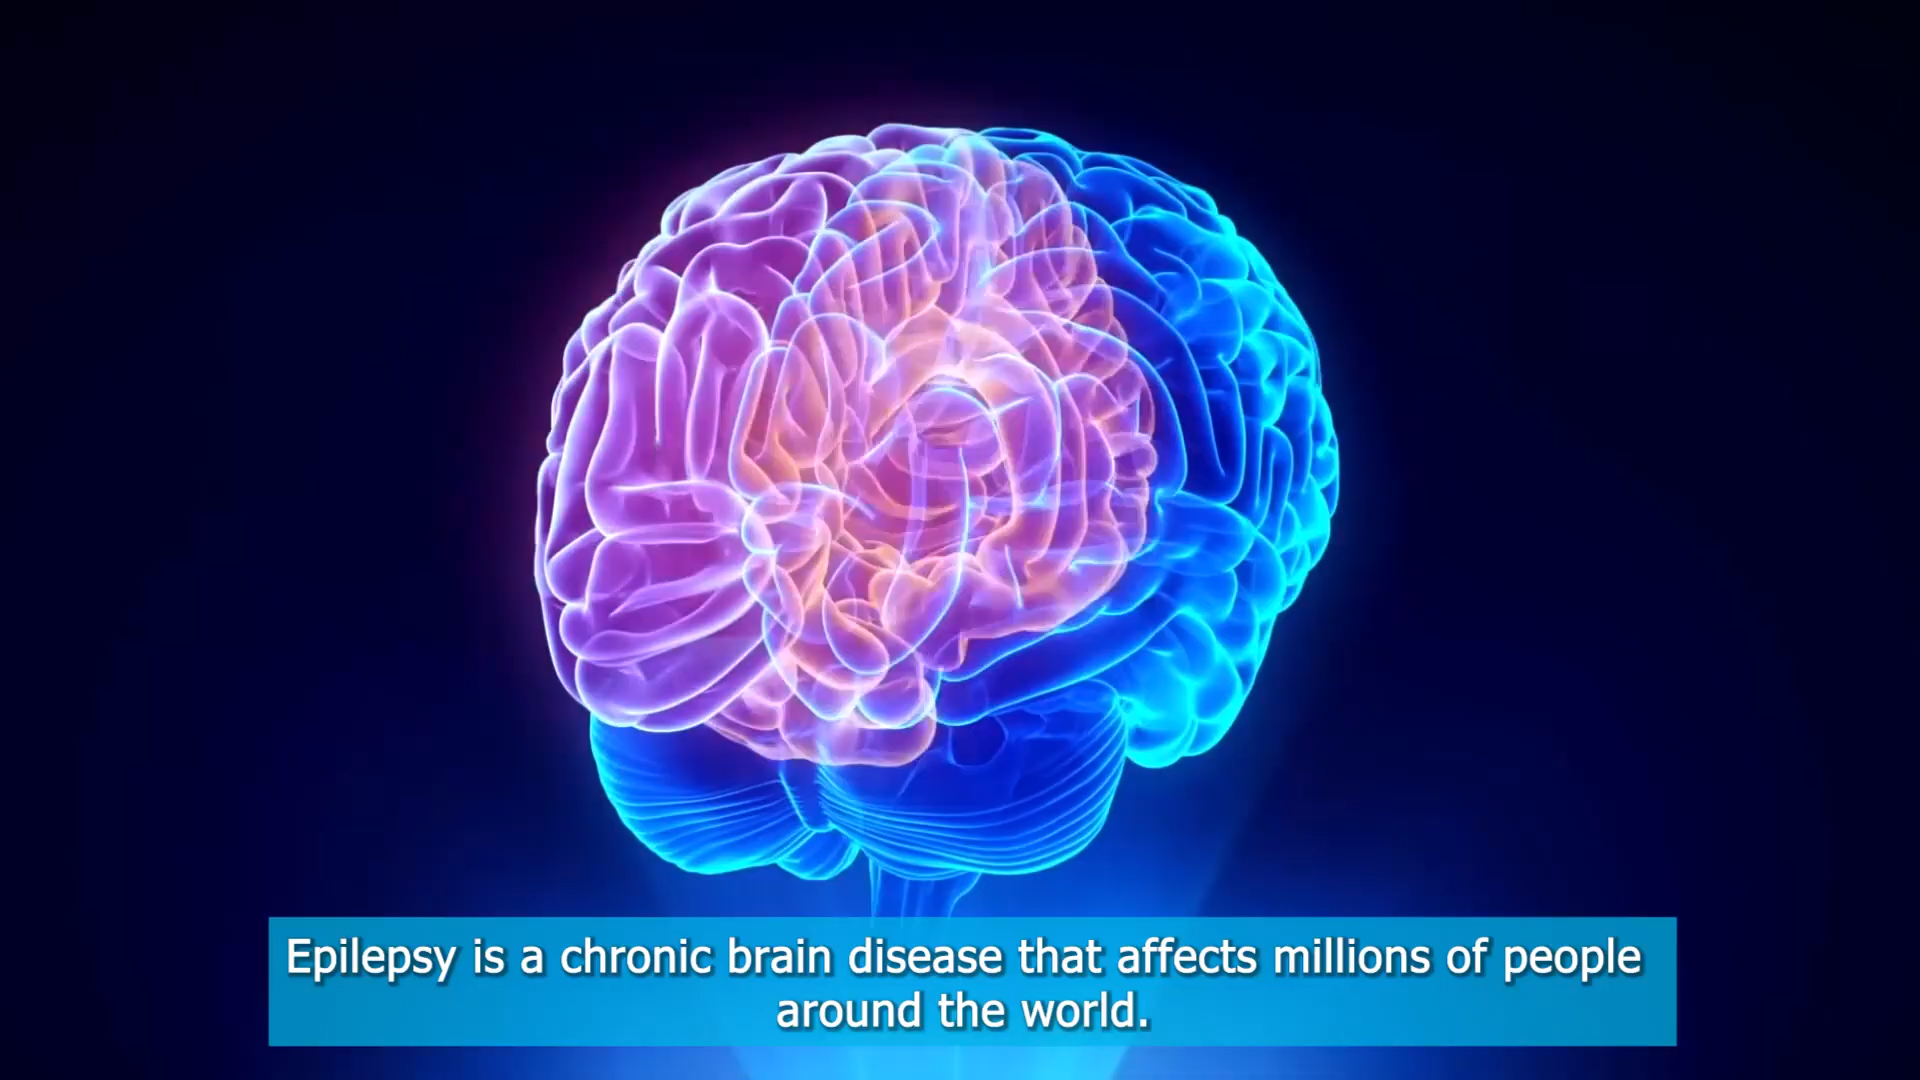 Epilepsy is a chronic brain disease that affects millions of people
around the world.